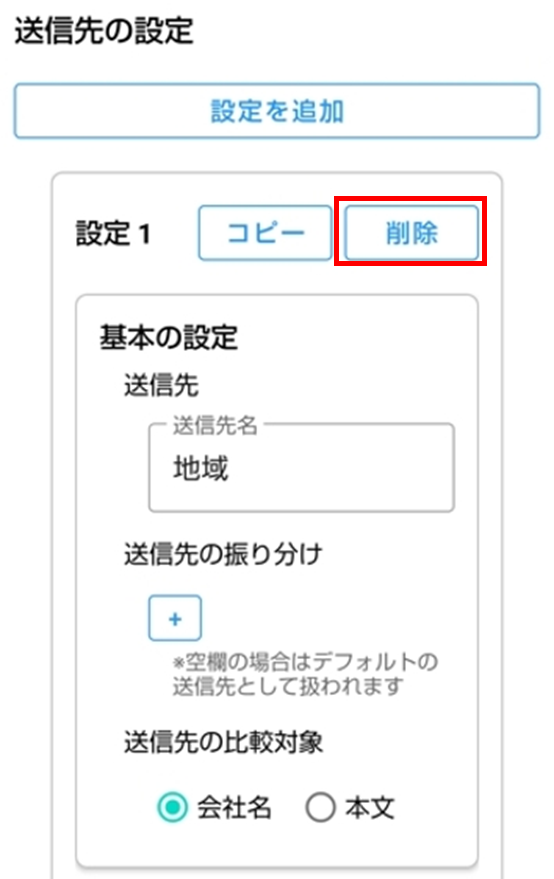 送信先の設定
設定を追加
設定 1
コピー
削除
基本の設定
送信先
送信先名
地域
送信先の振り分け
+
※空欄の場合はデフォルトの
送信先として扱われます
送信先の比較対象
会社名
本文